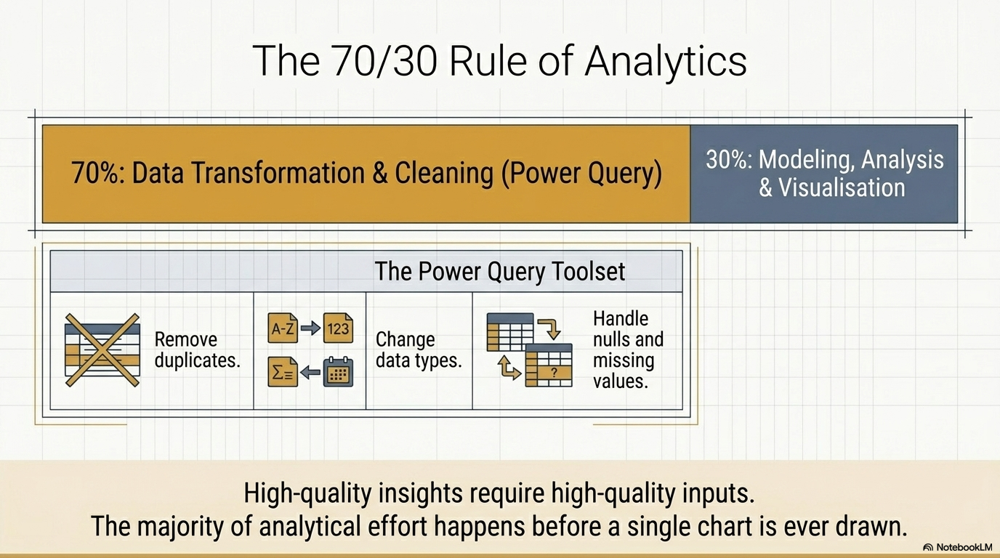 The 70/30 Rule of Analytics
70%: Data Transformation & Cleaning (Power Query)
30%: Modeling, Analysis
& Visualisation
The Power Query Toolset
Remove
duplicates.
A-Z
123
Σ
Change
data types.
?
Handle
nulls and
missing
values.
High-quality insights require high-quality inputs.
The majority of analytical effort happens before a single chart is ever drawn.
NotebookLM